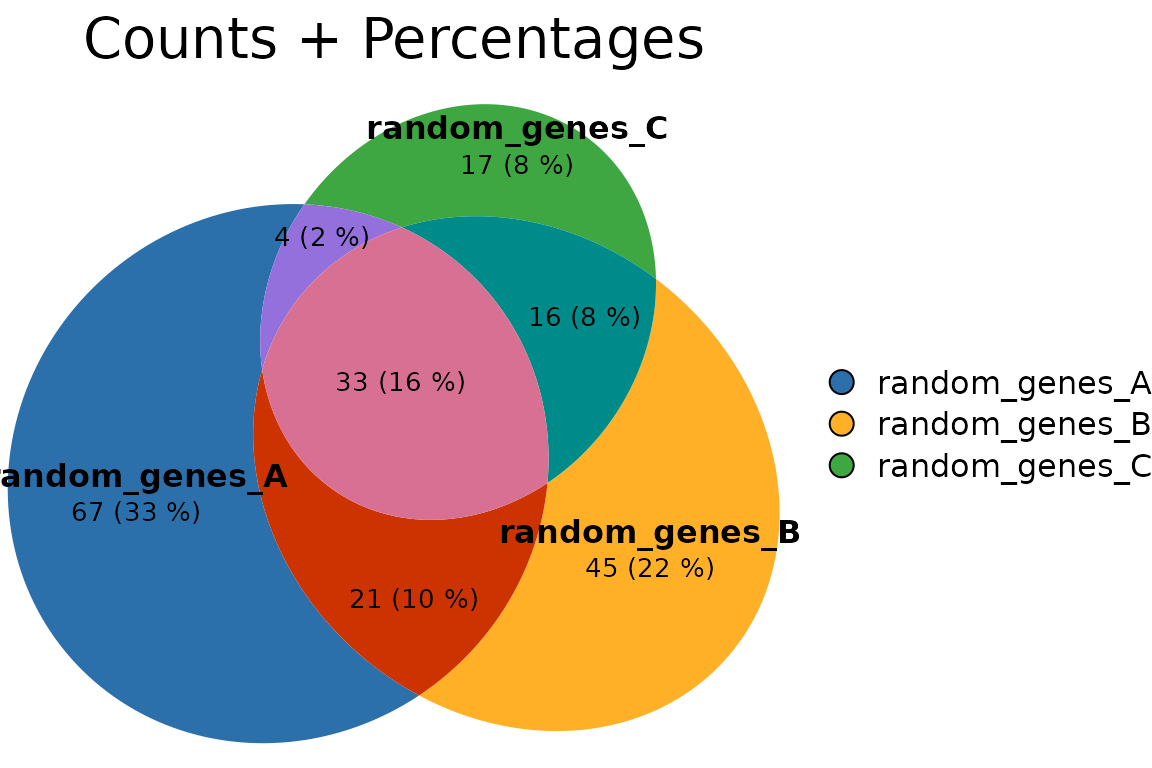 Counts + Percentages
random_genes_C
17 (8 %)
4 (2 %)
16 (8 %)
33 (16 %)
random_genes_A
67 (33 %)
random_genes_B
45 (22 %)
21 (10 %)
random_genes_A
random_genes_B
random_genes_C